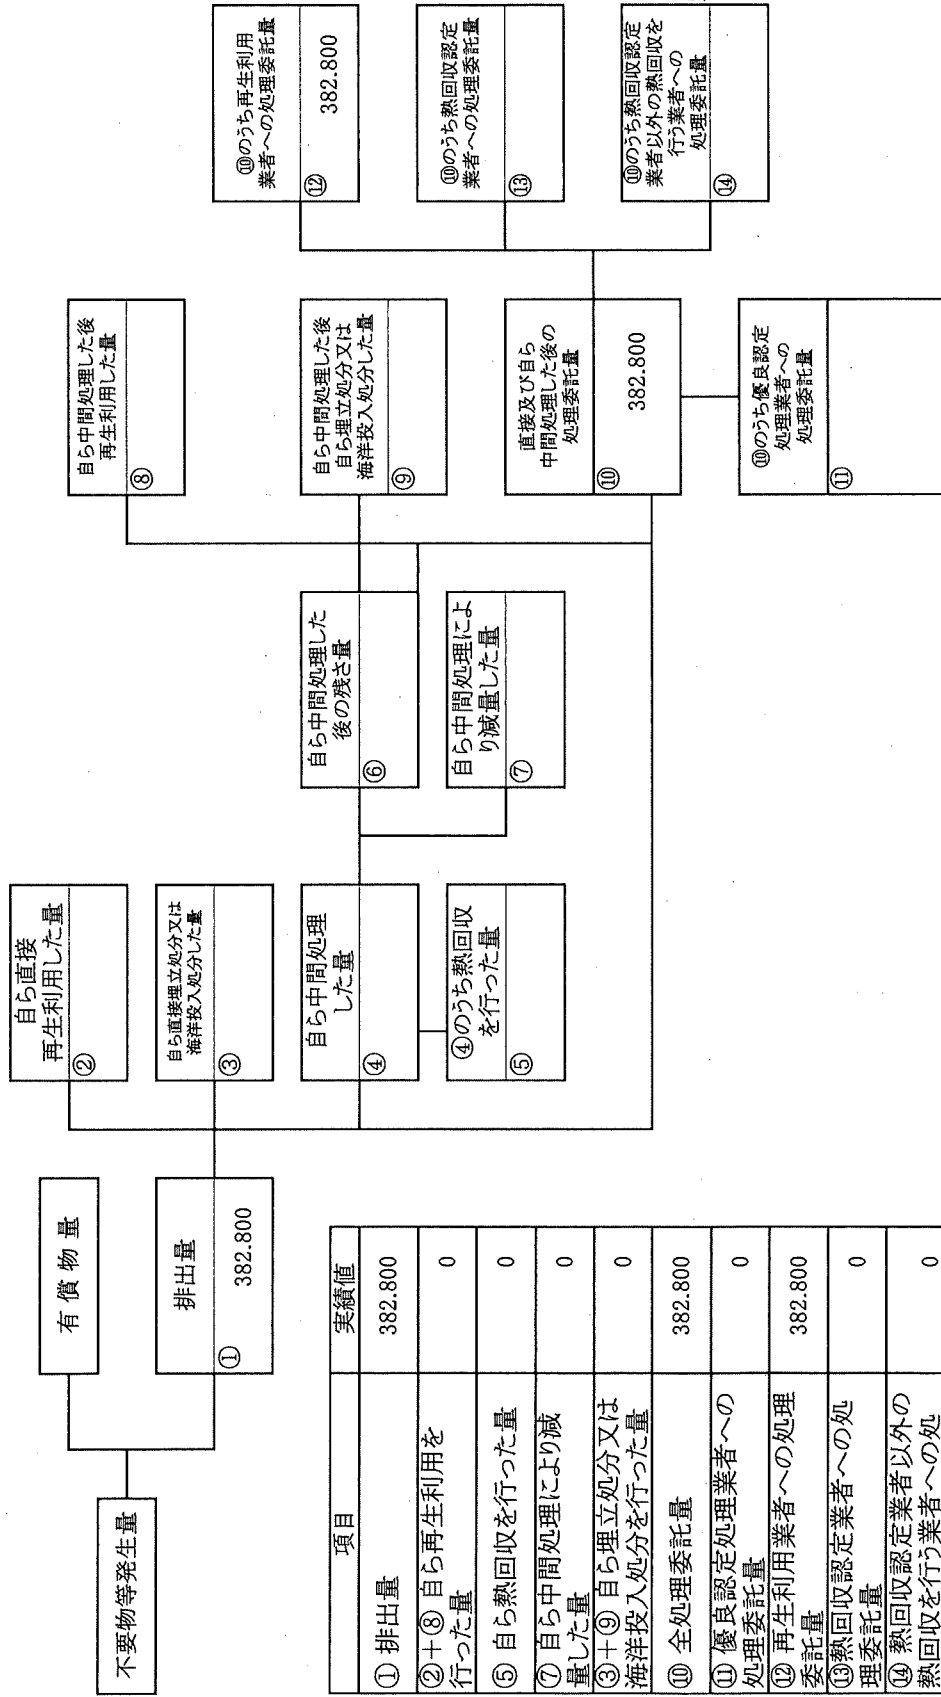 不要物等発生量
有償物量
排出量
①
382.800
自ら直接
再生利用した量
②
自ら直接埋立処分又は
海洋投入処分した量
③
自ら中間処理
した量
④
④のうち熱回収
を行った量
⑤
自ら中間処理した
後の残さ量
⑥
自ら中間処理によ
り減量した量
⑦
自ら中間処理した後
再生利用した量
⑧
自ら中間処理した後
自ら埋立処分又は
海洋投入処分した量
⑨
直接及び自ら
中間処理した後の
処理委託量
⑩
382.800
⑩のうち優良認定
処理業者への
処理委託量
⑪
⑩のうち再生利用
業者への処理委託量
⑫
382.800
⑩のうち熱回収認定
業者への処理委託量
⑬
⑩のうち熱回収認定
業者以外の熱回収を
行う業者への
処理委託量
⑭
項目 実績値
① 排出量 382.800
②+⑧ 自ら再生利用を
行った量 0
⑤ 自ら熱回収を行った量 0
⑦ 自ら中間処理により減
量した量 0
③+⑨ 自ら埋立処分又は
海洋投入処分を行った量 0
⑩ 全処理委託量 382.800
⑪ 優良認定処理業者への
処理委託量 0
⑫ 再生利用業者への処理
委託量 382.800
⑬熱回収認定業者への処
理委託量 0
⑭ 熱回収認定業者以外の
熱回収を行う業者への処 0